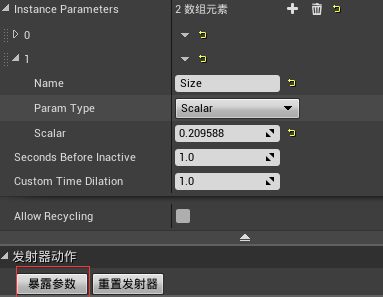 Instance Parameters 2 数组元素
0
1
Name Size
Param Type Scalar
Scalar 0.209588
Seconds Before Inactive 1.0
Custom Time Dilation 1.0
Allow Recycling
发射器动作
暴露参数 重置发射器